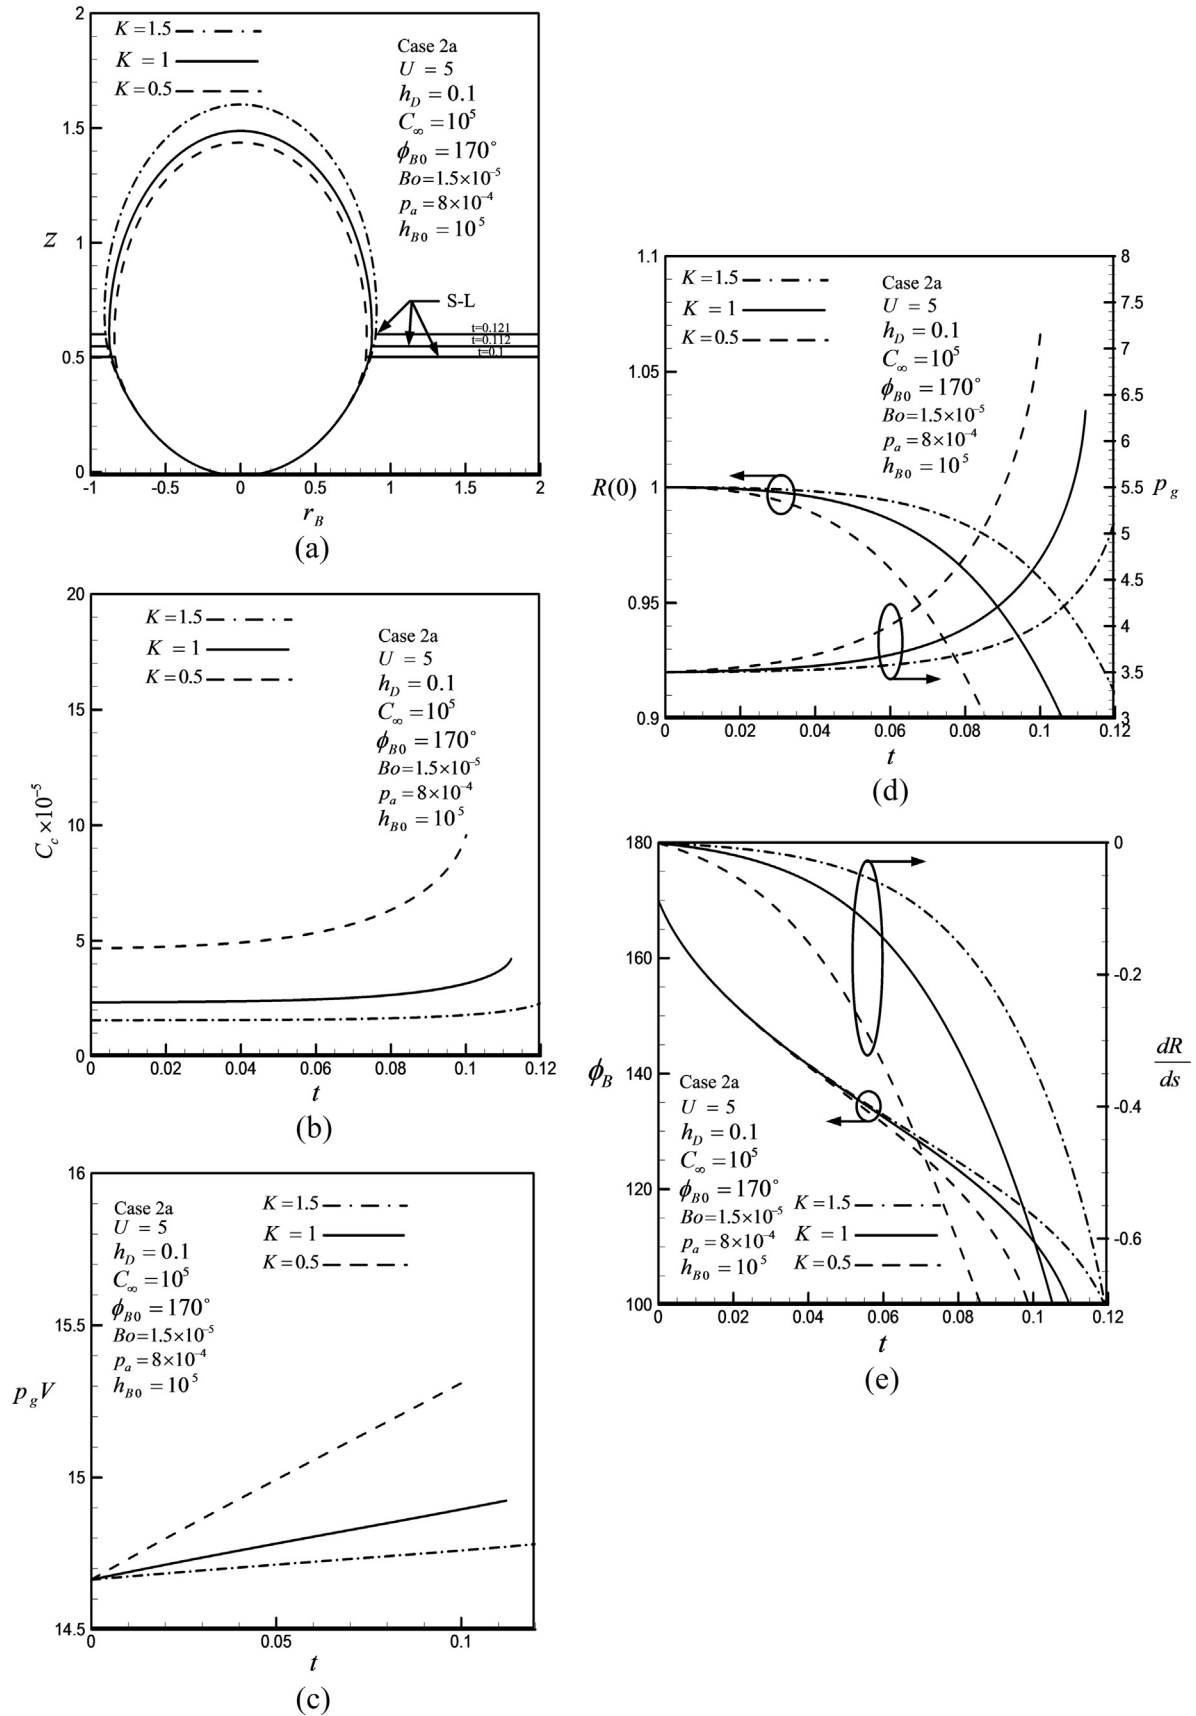 2
K = 1.5
K = 1
K = 0.5
Case 2a
U = 5
h_D = 0.1
C_∞ = 10^5
ϕ_B0 = 170°
Bo = 1.5×10^-5
p_a = 8×10^-4
h_B0 = 10^5
1.5
z
1
S-L
t=0.121
t=0.112
t=0.1
0.5
0
-1 -0.5 0 0.5 1 1.5 2
r_B
(a)
20
K = 1.5
K = 1
K = 0.5
Case 2a
U = 5
h_D = 0.1
C_∞ = 10^5
ϕ_B0 = 170°
Bo = 1.5×10^-5
p_a = 8×10^-4
h_B0 = 10^5
15
10
C_c ×10^-5
5
0
0 0.02 0.04 0.06 0.08 0.1 0.12
t
(b)
16
Case 2a
U = 5
h_D = 0.1
C_∞ = 10^5
ϕ_B0 = 170°
Bo = 1.5×10^-5
p_a = 8×10^-4
h_B0 = 10^5
K = 1.5
K = 1
K = 0.5
15.5
p_g V
15
14.5
0 0.05 0.1
t
(c)
1.1
K = 1.5
K = 1
K = 0.5
Case 2a
U = 5
h_D = 0.1
C_∞ = 10^5
ϕ_B0 = 170°
Bo = 1.5×10^-5
p_a = 8×10^-4
h_B0 = 10^5
1.05
R(0)
1
0.95
0.9
8
7.5
7
6.5
6
5.5
p_g
5
4.5
4
3.5
3
0 0.02 0.04 0.06 0.08 0.1 0.12
t
(d)
180
160
140
ϕ_B
120
100
Case 2a
U = 5
h_D = 0.1
C_∞ = 10^5
ϕ_B0 = 170°
Bo = 1.5×10^-5
p_a = 8×10^-4
h_B0 = 10^5
K = 1.5
K = 1
K = 0.5
0
-0.2
dR
ds
-0.4
-0.6
0 0.02 0.04 0.06 0.08 0.1 0.12
t
(e)